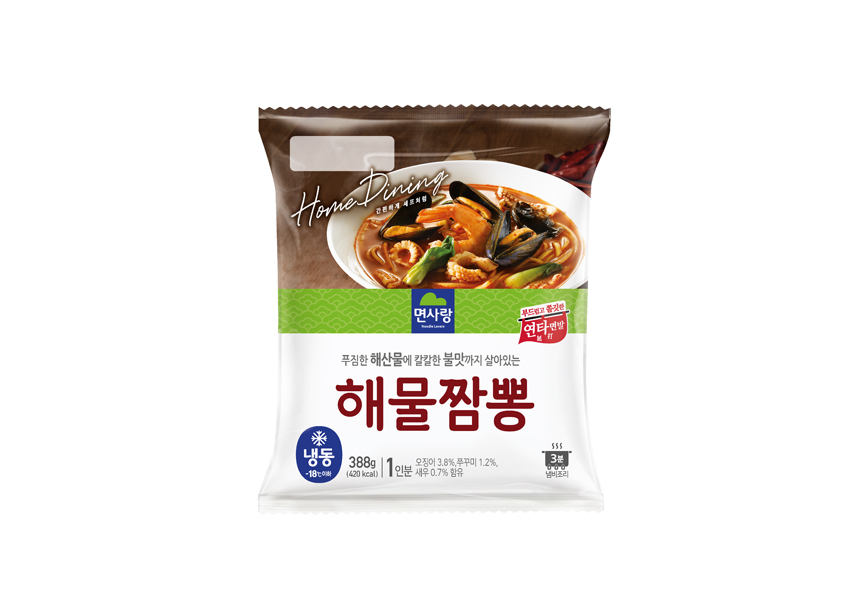 Home Dining
간편하게 셰프처럼
면사랑
Noodle Lovers
부드럽고 쫄깃한
연타면발
延 打
푸짐한 해산물에 칼칼한 불맛까지 살아있는
해물짬뽕
냉동
-18℃이하
388g
(420 kcal)
1인분
오징어 3.8%, 쭈꾸미 1.2%,
새우 0.7% 함유
3분
냄비조리